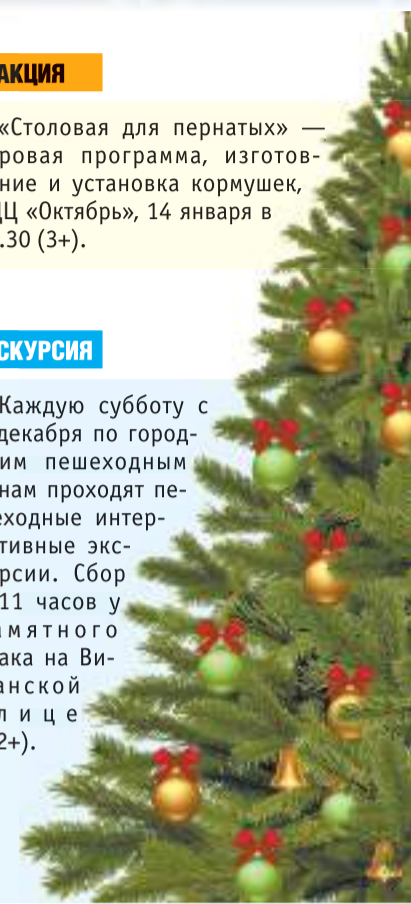 АКЦИЯ
«Столовая для пернатых» —
ровая программа, изготов-
ние и установка кормушек,
ДЦ «Октябрь», 14 января в
.30 (3+).
СКУРСИЯ
Каждую субботу с
декабря по город-
им пешеходным
нам проходят пе-
еходные интер-
тивные экс-
рсии. Сбор
11 часов у
амятного
ака на Ви-
анской
лице
2+).